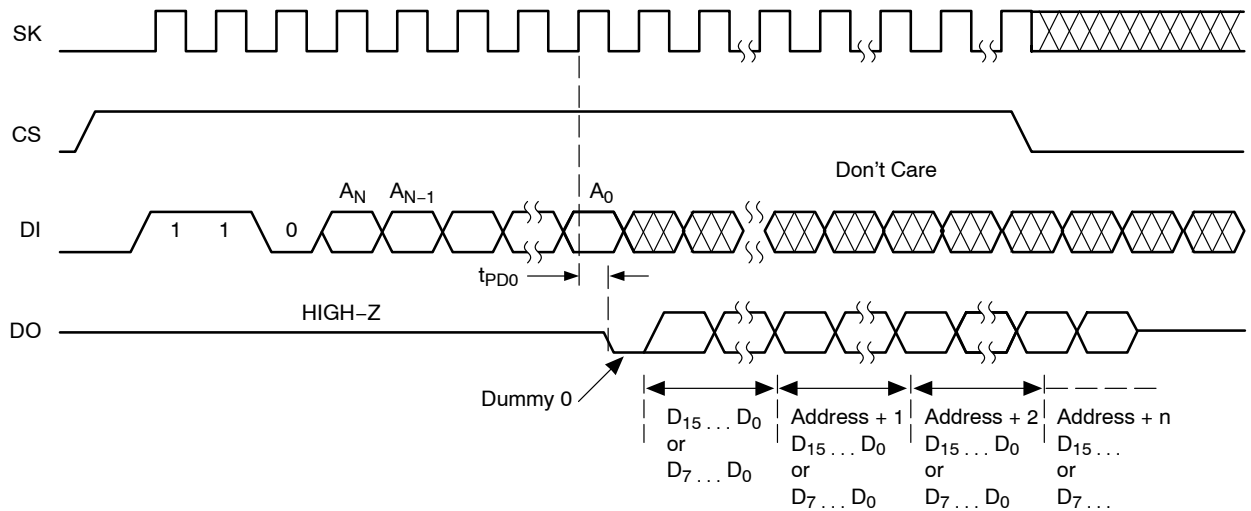 SK
CS
Don't Care
A_N A_N−1 A_0
DI
1 1 0
t_PD0
HIGH−Z
DO
Dummy 0
D_15 . . . D_0
or
D_7 . . . D_0
Address + 1
D_15 . . . D_0
or
D_7 . . . D_0
Address + 2
D_15 . . . D_0
or
D_7 . . . D_0
Address + n
D_15 . . .
or
D_7 . . .